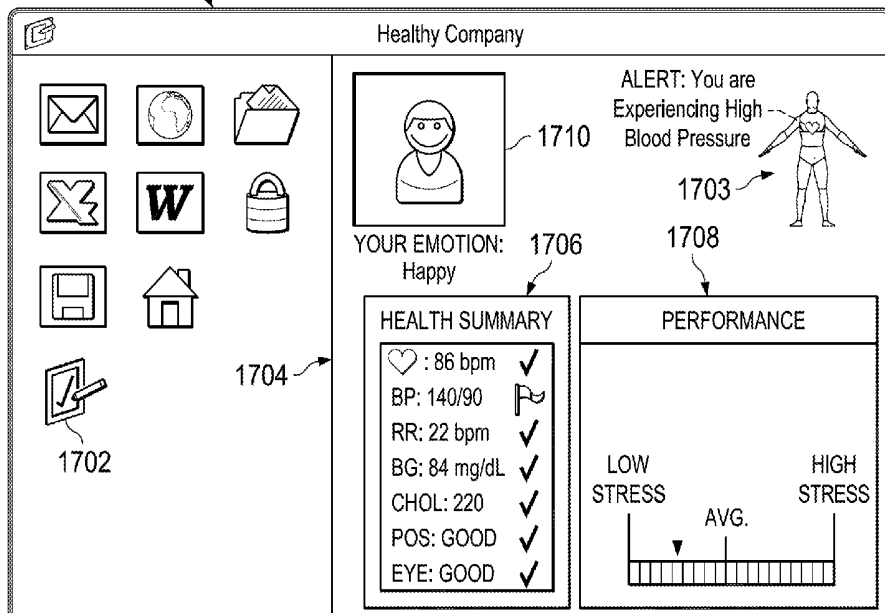 Healthy Company
W
1702
1704
1710
YOUR EMOTION:
Happy
ALERT: You are
Experiencing High
Blood Pressure
1703
1706
HEALTH SUMMARY
: 86 bpm
BP: 140/90
RR: 22 bpm
BG: 84 mg/dL
CHOL: 220
POS: GOOD
EYE: GOOD
1708
PERFORMANCE
LOW
STRESS
HIGH
STRESS
AVG.